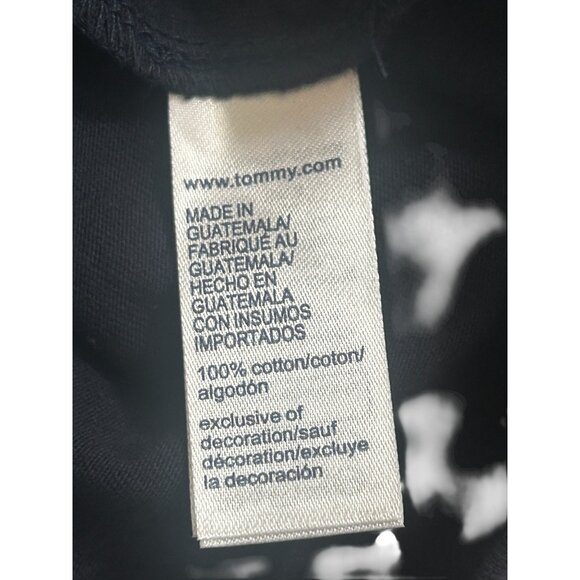 www.tommy.com
MADE IN
GUATEMALA/
FABRIQUÉ AU
GUATEMALA/
HECHO EN
GUATEMALA
CON INSUMOS
IMPORTADOS
100% cotton/coton/
algodón
exclusive of
decoration/sauf
décoration/excluye
la decoración